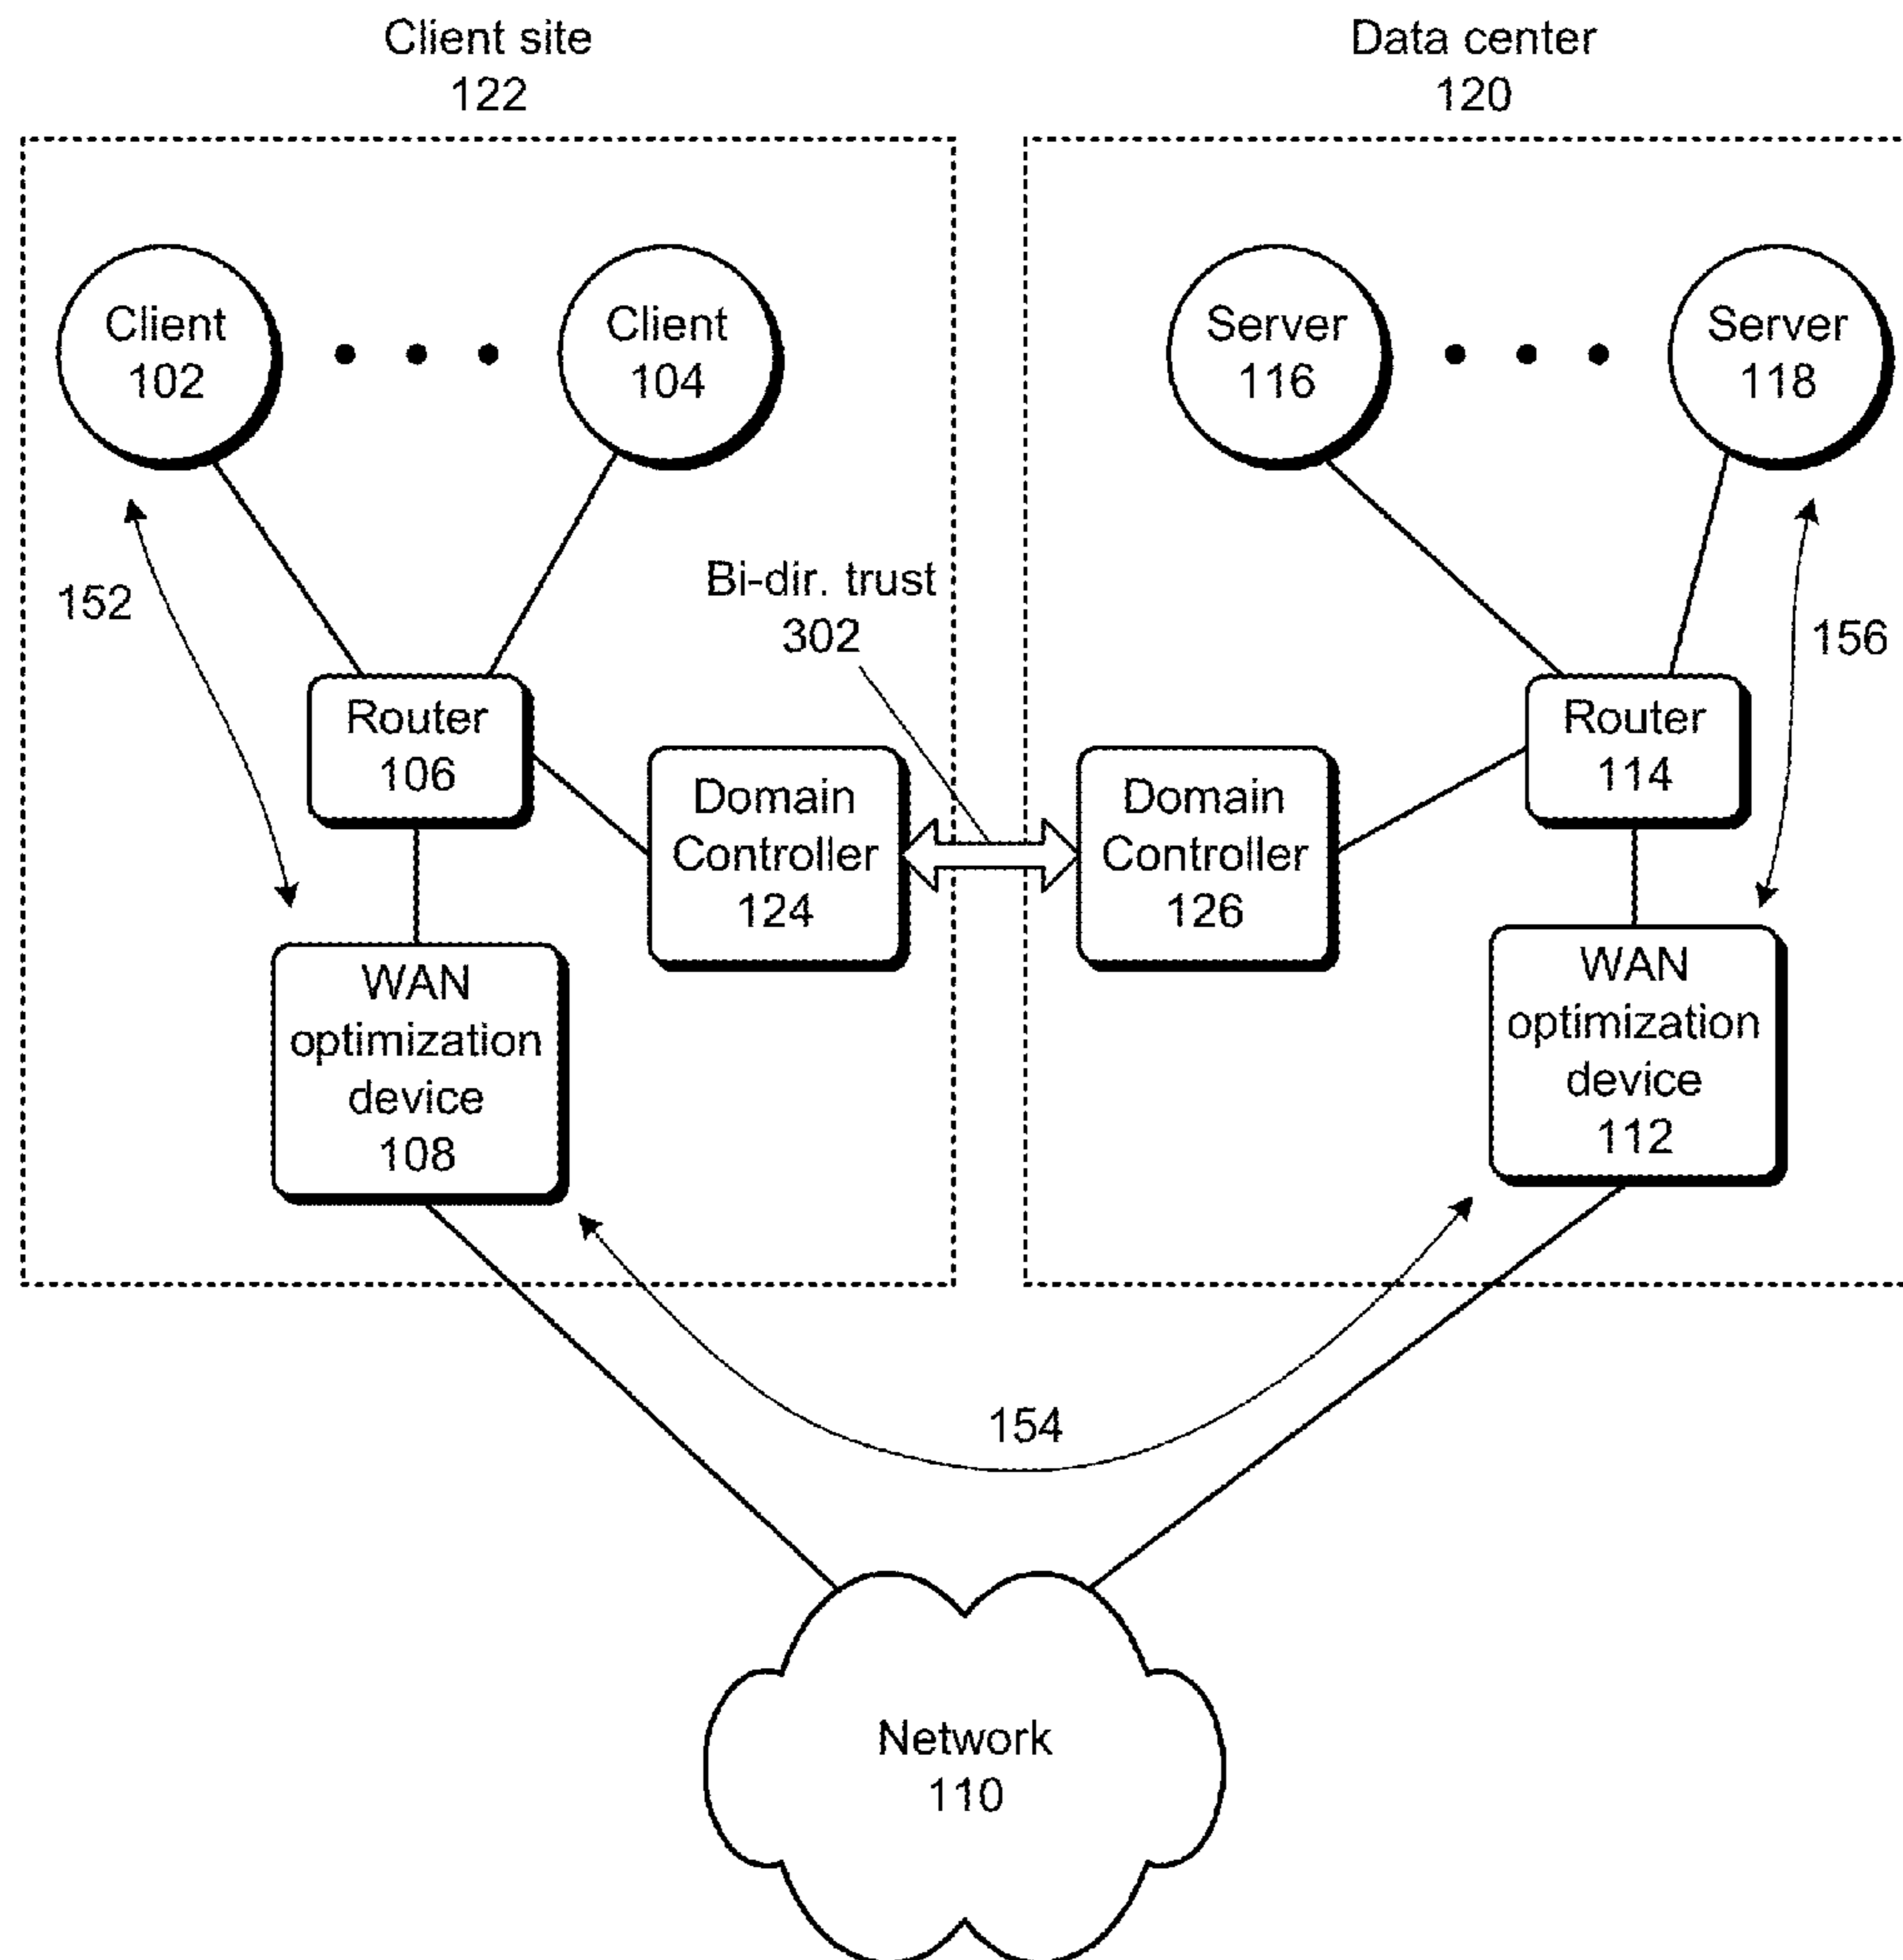 Client site
122
Data center
120
Client
102
Client
104
Server
116
Server
118
152
Bi-dir. trust
302
156
Router
106
Router
114
Domain
Controller
124
Domain
Controller
126
WAN
optimization
device
108
WAN
optimization
device
112
154
Network
110